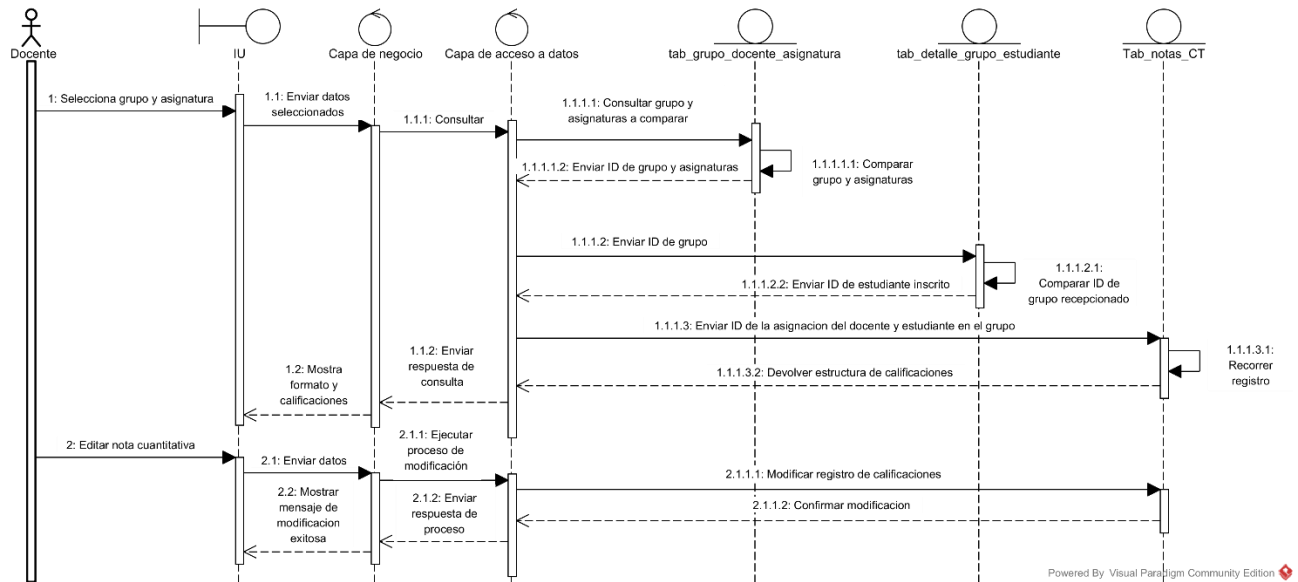 Docente
IU
Capa de negocio
Capa de acceso a datos
tab_grupo_docente_asignatura
tab_detalle_grupo_estudiante
Tab_notas_CT
1: Selecciona grupo y asignatura
1.1: Enviar datos
seleccionados
1.1.1: Consultar
1.1.1.1: Consultar grupo y
asignaturas a comparar
1.1.1.1.1: Comparar
grupo y asignaturas
1.1.1.1.2: Enviar ID de grupo y asignaturas
1.1.1.2: Enviar ID de grupo
1.1.1.2.1:
Comparar ID de
grupo recepcionado
1.1.1.2.2: Enviar ID de estudiante inscrito
1.1.1.3: Enviar ID de la asignacion del docente y estudiante en el grupo
1.1.1.3.1:
Recorrer
registro
1.1.1.3.2: Devolver estructura de calificaciones
1.1.2: Enviar
respuesta de
consulta
1.2: Mostra
formato y
calificaciones
2: Editar nota cuantitativa
2.1: Enviar datos
2.1.1: Ejecutar
proceso de
modificación
2.1.1.1: Modificar registro de calificaciones
2.1.1.2: Confirmar modificacion
2.1.2: Enviar
respuesta de
proceso
2.2: Mostrar
mensaje de
modificacion
exitosa
Powered By Visual Paradigm Community Edition